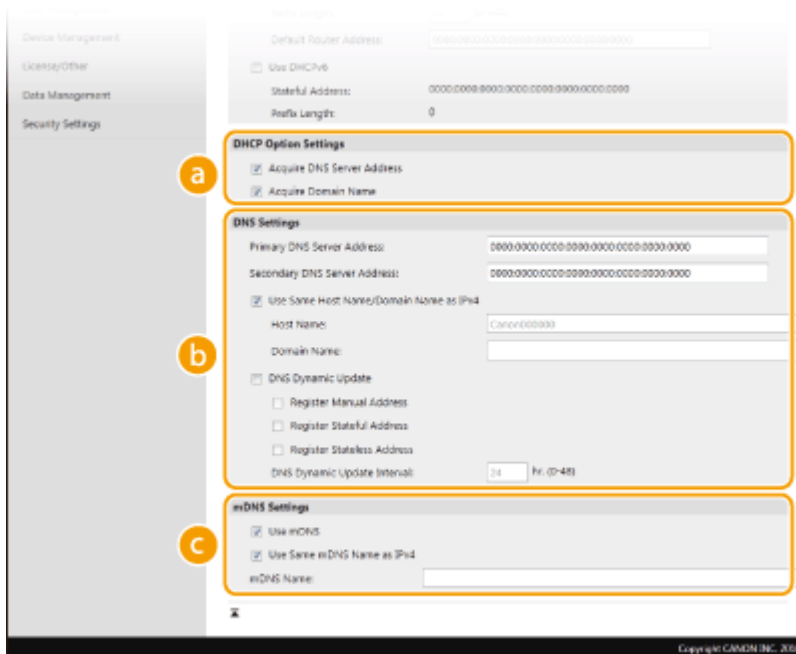 Device Management
License/Other
Data Management
Security Settings
Default Router Address:
Use DHCPv6
Stateful Address: 0000:0000:0000:0000:0000:0000:0000:0000
Prefix Length: 0
DHCP Option Settings
a
Acquire DNS Server Address
Acquire Domain Name
DNS Settings
Primary DNS Server Address: 0000:0000:0000:0000:0000:0000:0000:0000
Secondary DNS Server Address: 0000:0000:0000:0000:0000:0000:0000:0000
Use Same Host Name/Domain Name as IPv4
Host Name: Canon000000
b
Domain Name:
DNS Dynamic Update
Register Manual Address
Register Stateful Address
Register Stateless Address
DNS Dynamic Update Interval: 24 hr. (0-48)
mDNS Settings
Use mDNS
c
Use Same mDNS Name as IPv4
mDNS Name:
Copyright CANON INC.